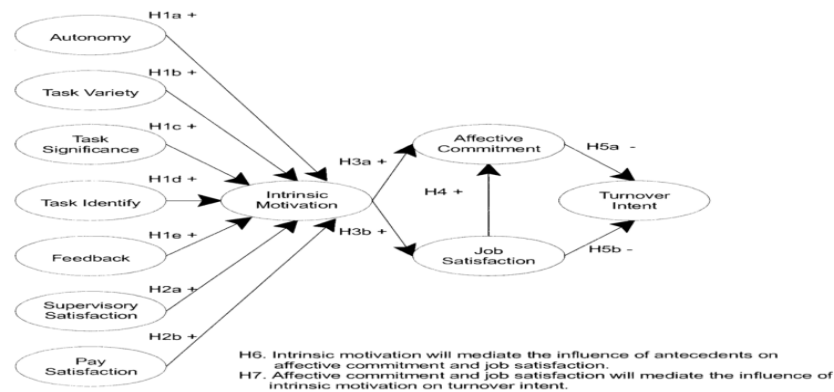 H1a +
Autonomy
H1b +
Task Variety
H1c +
Task
Significance
H1d +
Task Identify
H1e +
Feedback
H2a +
Supervisory
Satisfaction
H2b +
Pay
Satisfaction
Intrinsic
Motivation
H3a +
H3b +
Affective
Commitment
H4 +
Job
Satisfaction
H5a -
H5b -
Turnover
Intent
H6. Intrinsic motivation will mediate the influence of antecedents on
affective commitment and job satisfaction.
H7. Affective commitment and job satisfaction will mediate the influence of
intrinsic motivation on turnover intent.